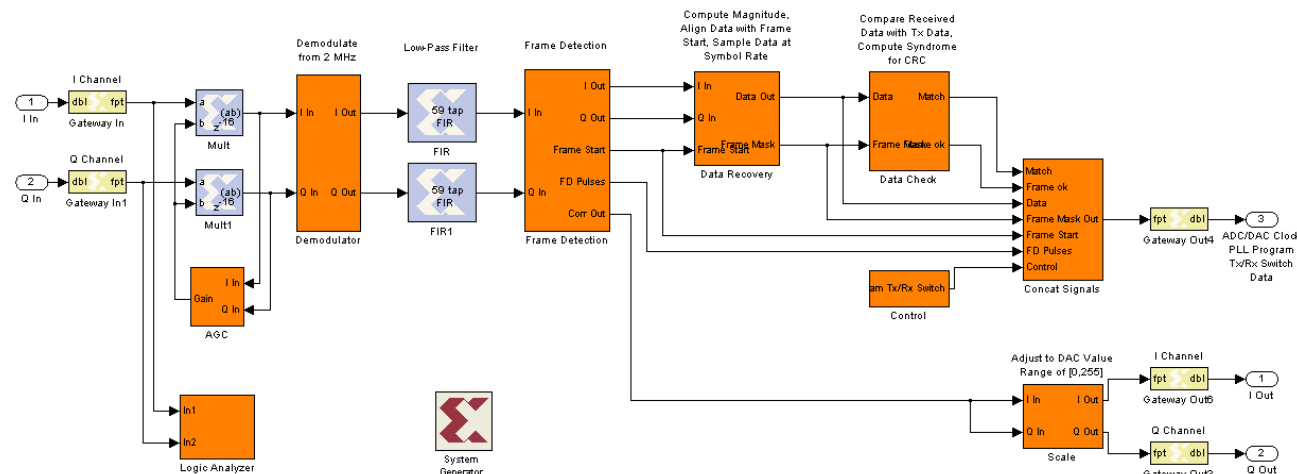 I Channel
1
I In
dbl fpt
Gateway In
Q Channel
2
Q In
dbl fpt
Gateway In1
a
b
(ab)
z-16
Mult
a
b
(ab)
z-16
Mult1
I In
Q In
Gain
AGC
In1
In2
Logic Analyzer
Demodulate
from 2 MHz
I In
Q In
I Out
Q Out
Demodulator
Low-Pass Filter
59 tap
FIR
FIR
59 tap
FIR
FIR1
System
Generator
Frame Detection
I In
Q In
I Out
Q Out
Frame Start
FD Pulses
Corr Out
Frame Detection
Compute Magnitude,
Align Data with Frame
Start, Sample Data at
Symbol Rate
I In
Q In
Frame Start
Data Out
Frame Mask
Data Recovery
Compare Received
Data with Tx Data,
Compute Syndrome
for CRC
Data
Frame Mask
Match
Frame ok
Data Check
am Tx/Rx Switch
Control
Match
Frame ok
Data
Frame Mask Out
Frame Start
FD Pulses
Control
Concat Signals
fpt dbl
Gateway Out4
3
ADC/DAC Clock
PLL Program
Tx/Rx Switch
Data
Adjust to DAC Value
Range of [0,255]
I In
Q In
I Out
Q Out
Scale
I Channel
fpt dbl
Gateway Out6
1
I Out
Q Channel
fpt dbl
Gateway
2
Q Out